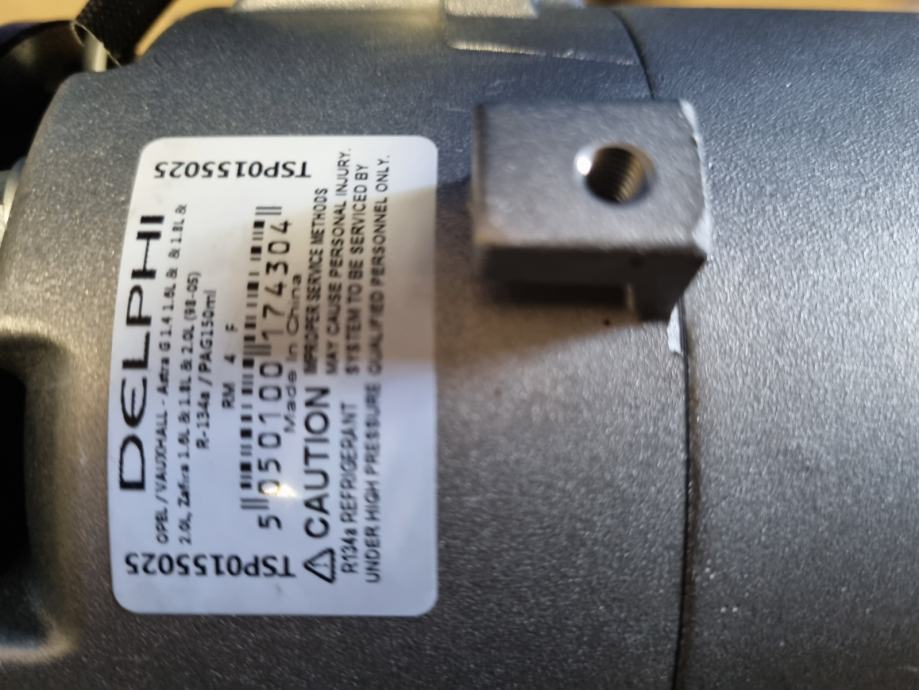 TSP0155025
DELPHI
TSP0155025
OPEL / VAUXHALL - Astra G 1.4 1.6L & & 1.8L &
2.0L, Zafira 1.6L & 1.8L & 2.0L (98-05)
R-134a / PAG150ml
RM 4 F
5 050100 174304
Made in China
CAUTION
IMPROPER SERVICE METHODS
MAY CAUSE PERSONAL INJURY.
R134a REFRIGERANT SYSTEM TO BE SERVICED BY
UNDER HIGH PRESSURE QUALIFIED PERSONNEL ONLY.